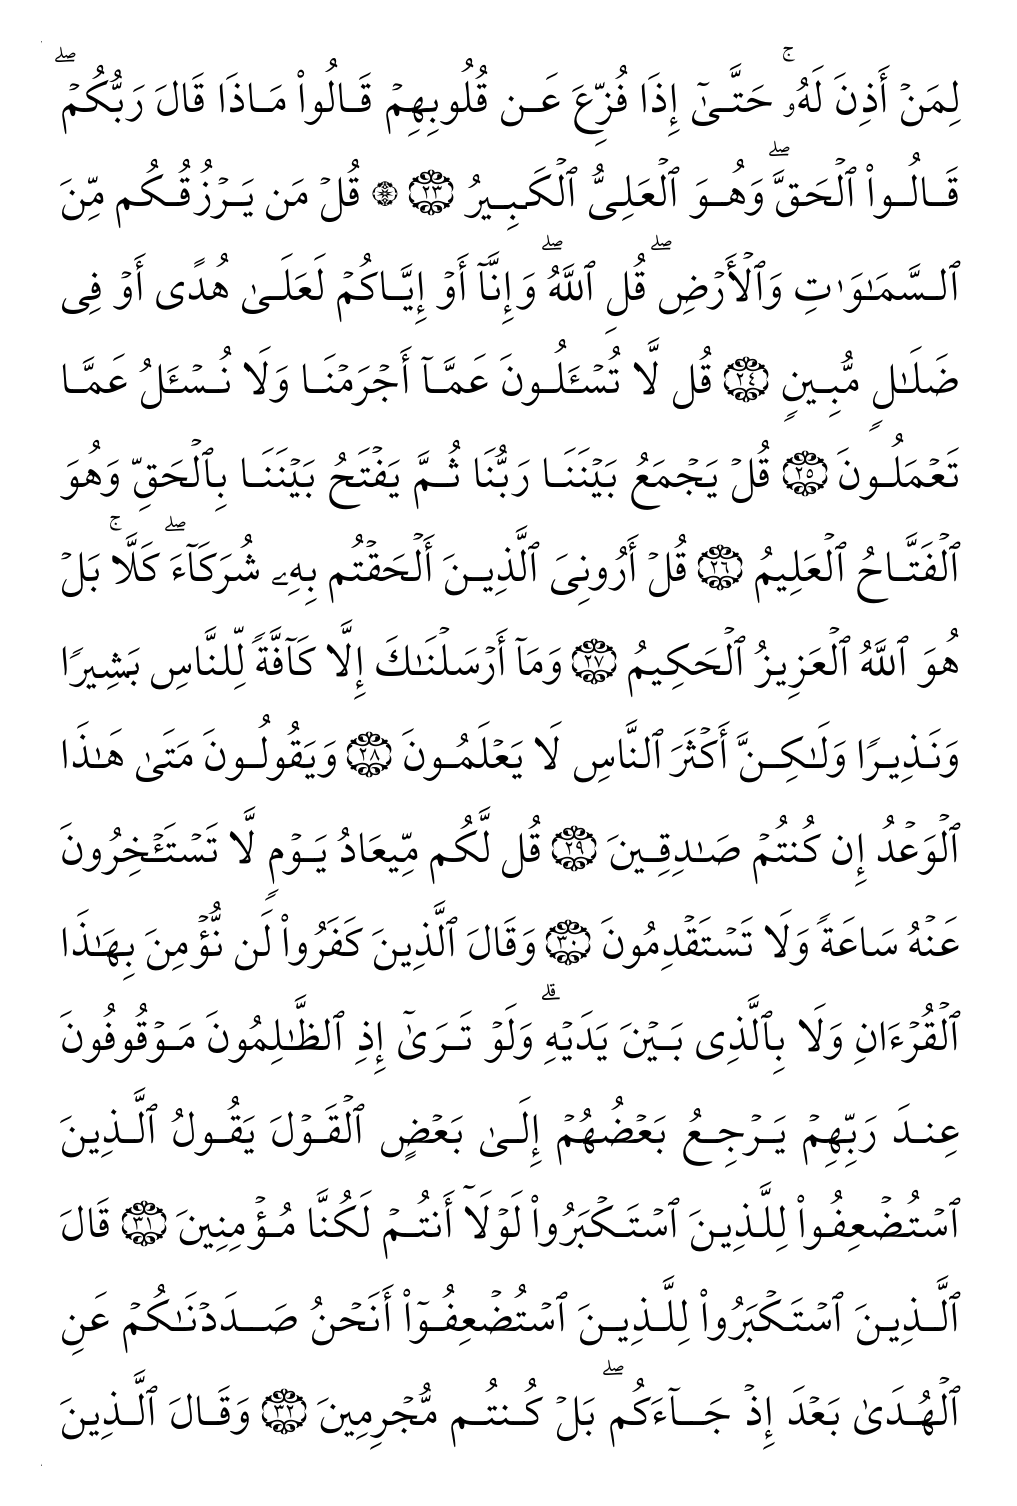 لِمَنْ أَذِنَ لَهُۥۚ حَتَّىٰٓ إِذَا فُزِّعَ عَن قُلُوبِهِمْ قَالُوا۟ مَاذَا قَالَ رَبُّكُمْۖ
قَالُوا۟ ٱلْحَقَّۖ وَهُوَ ٱلْعَلِىُّ ٱلْكَبِيرُ ٢٣ ۞ قُلْ مَن يَرْزُقُكُم مِّنَ
ٱلسَّمَـٰوَٰتِ وَٱلْأَرْضِۖ قُلِ ٱللَّهُۖ وَإِنَّآ أَوْ إِيَّاكُمْ لَعَلَىٰ هُدًى أَوْ فِى
ضَلَـٰلٍ مُّبِينٍ ٢٤ قُل لَّا تُسْـَٔلُونَ عَمَّآ أَجْرَمْنَا وَلَا نُسْـَٔلُ عَمَّا
تَعْمَلُونَ ٢٥ قُلْ يَجْمَعُ بَيْنَنَا رَبُّنَا ثُمَّ يَفْتَحُ بَيْنَنَا بِٱلْحَقِّ وَهُوَ
ٱلْفَتَّاحُ ٱلْعَلِيمُ ٢٦ قُلْ أَرُونِىَ ٱلَّذِينَ أَلْحَقْتُم بِهِۦ شُرَكَآءَۖ كَلَّاۚ بَلْ
هُوَ ٱللَّهُ ٱلْعَزِيزُ ٱلْحَكِيمُ ٢٧ وَمَآ أَرْسَلْنَـٰكَ إِلَّا كَآفَّةً لِّلنَّاسِ بَشِيرًا
وَنَذِيرًا وَلَـٰكِنَّ أَكْثَرَ ٱلنَّاسِ لَا يَعْلَمُونَ ٢٨ وَيَقُولُونَ مَتَىٰ هَـٰذَا
ٱلْوَعْدُ إِن كُنتُمْ صَـٰدِقِينَ ٢٩ قُل لَّكُم مِّيعَادُ يَوْمٍ لَّا تَسْتَـْٔخِرُونَ
عَنْهُ سَاعَةً وَلَا تَسْتَقْدِمُونَ ٣٠ وَقَالَ ٱلَّذِينَ كَفَرُوا۟ لَن نُّؤْمِنَ بِهَـٰذَا
ٱلْقُرْءَانِ وَلَا بِٱلَّذِى بَيْنَ يَدَيْهِۗ وَلَوْ تَرَىٰٓ إِذِ ٱلظَّـٰلِمُونَ مَوْقُوفُونَ
عِندَ رَبِّهِمْ يَرْجِعُ بَعْضُهُمْ إِلَىٰ بَعْضٍ ٱلْقَوْلَ يَقُولُ ٱلَّذِينَ
ٱسْتُضْعِفُوا۟ لِلَّذِينَ ٱسْتَكْبَرُوا۟ لَوْلَآ أَنتُمْ لَكُنَّا مُؤْمِنِينَ ٣١ قَالَ
ٱلَّذِينَ ٱسْتَكْبَرُوا۟ لِلَّذِينَ ٱسْتُضْعِفُوٓا۟ أَنَحْنُ صَدَدْنَـٰكُمْ عَنِ
ٱلْهُدَىٰ بَعْدَ إِذْ جَآءَكُمۖ بَلْ كُنتُم مُّجْرِمِينَ ٣٢ وَقَالَ ٱلَّذِينَ